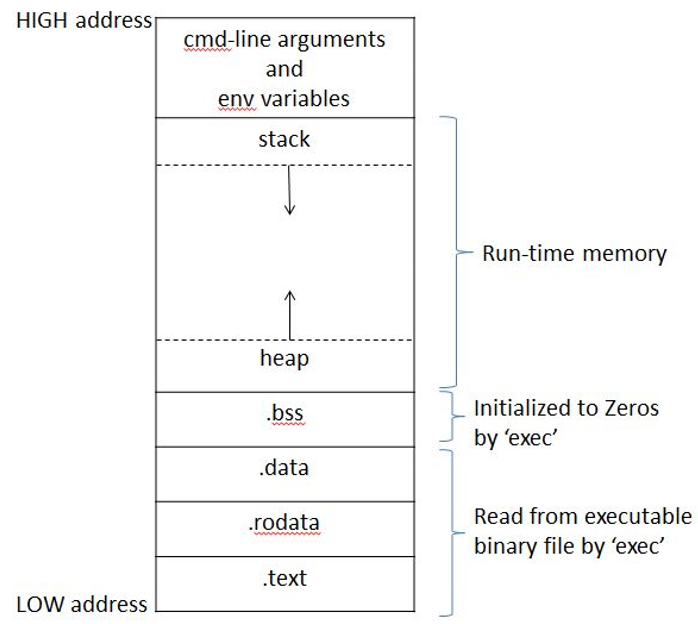 HIGH address
cmd-line arguments
and
env variables
stack
Run-time memory
heap
.bss
Initialized to Zeros
by ‘exec’
.data
.rodata
Read from executable
binary file by ‘exec’
.text
LOW address